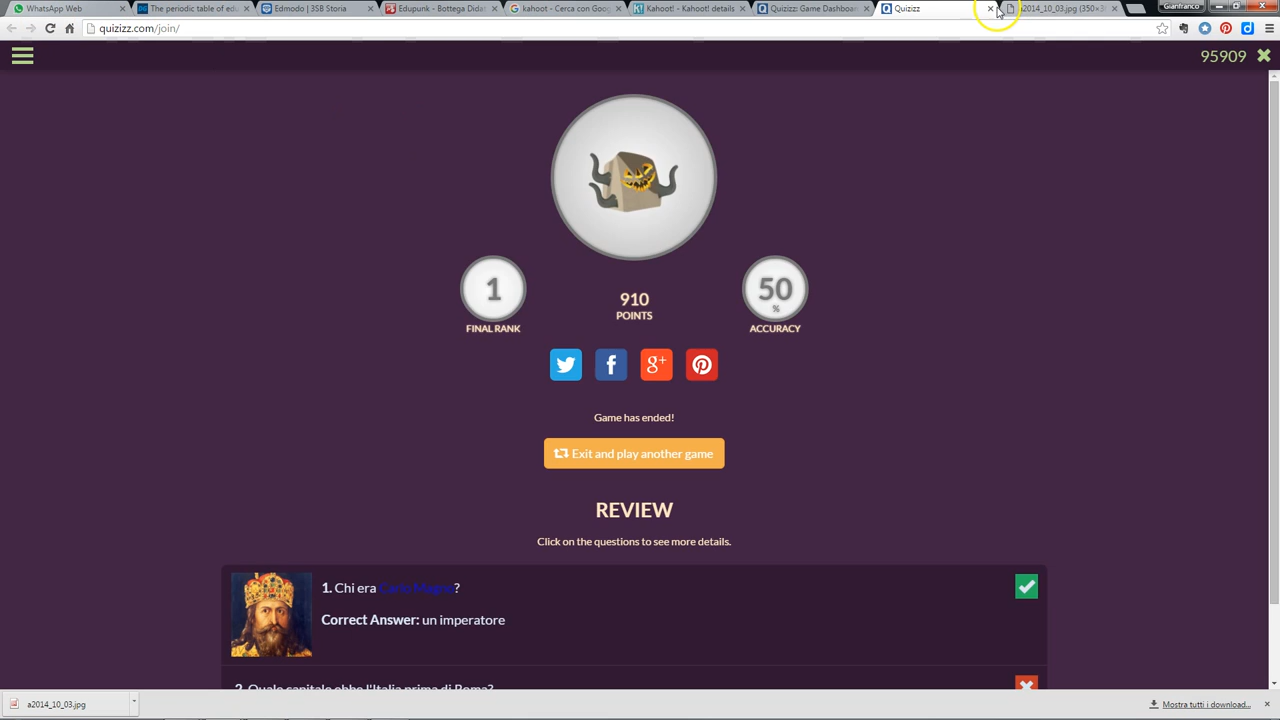 WhatsApp Web
The periodic table of edu
Edmodo | 3SB Storia
Edupunk - Bottega Didat
kahoot - Cerca con Goog
Kahoot! - Kahoot! details
Quizizz: Game Dashboar
Quizizz
a2014_10_03.jpg (350×3
Gianfranco
quizizz.com/join/
95909
1
FINAL RANK
910
POINTS
50
%
ACCURACY
Game has ended!
Exit and play another game
REVIEW
Click on the questions to see more details.
1. Chi era Carlo Magno?
Correct Answer: un imperatore
2. Quale capitale ebbe l'Italia prima di Roma?
a2014_10_03.jpg
Mostra tutti i download...